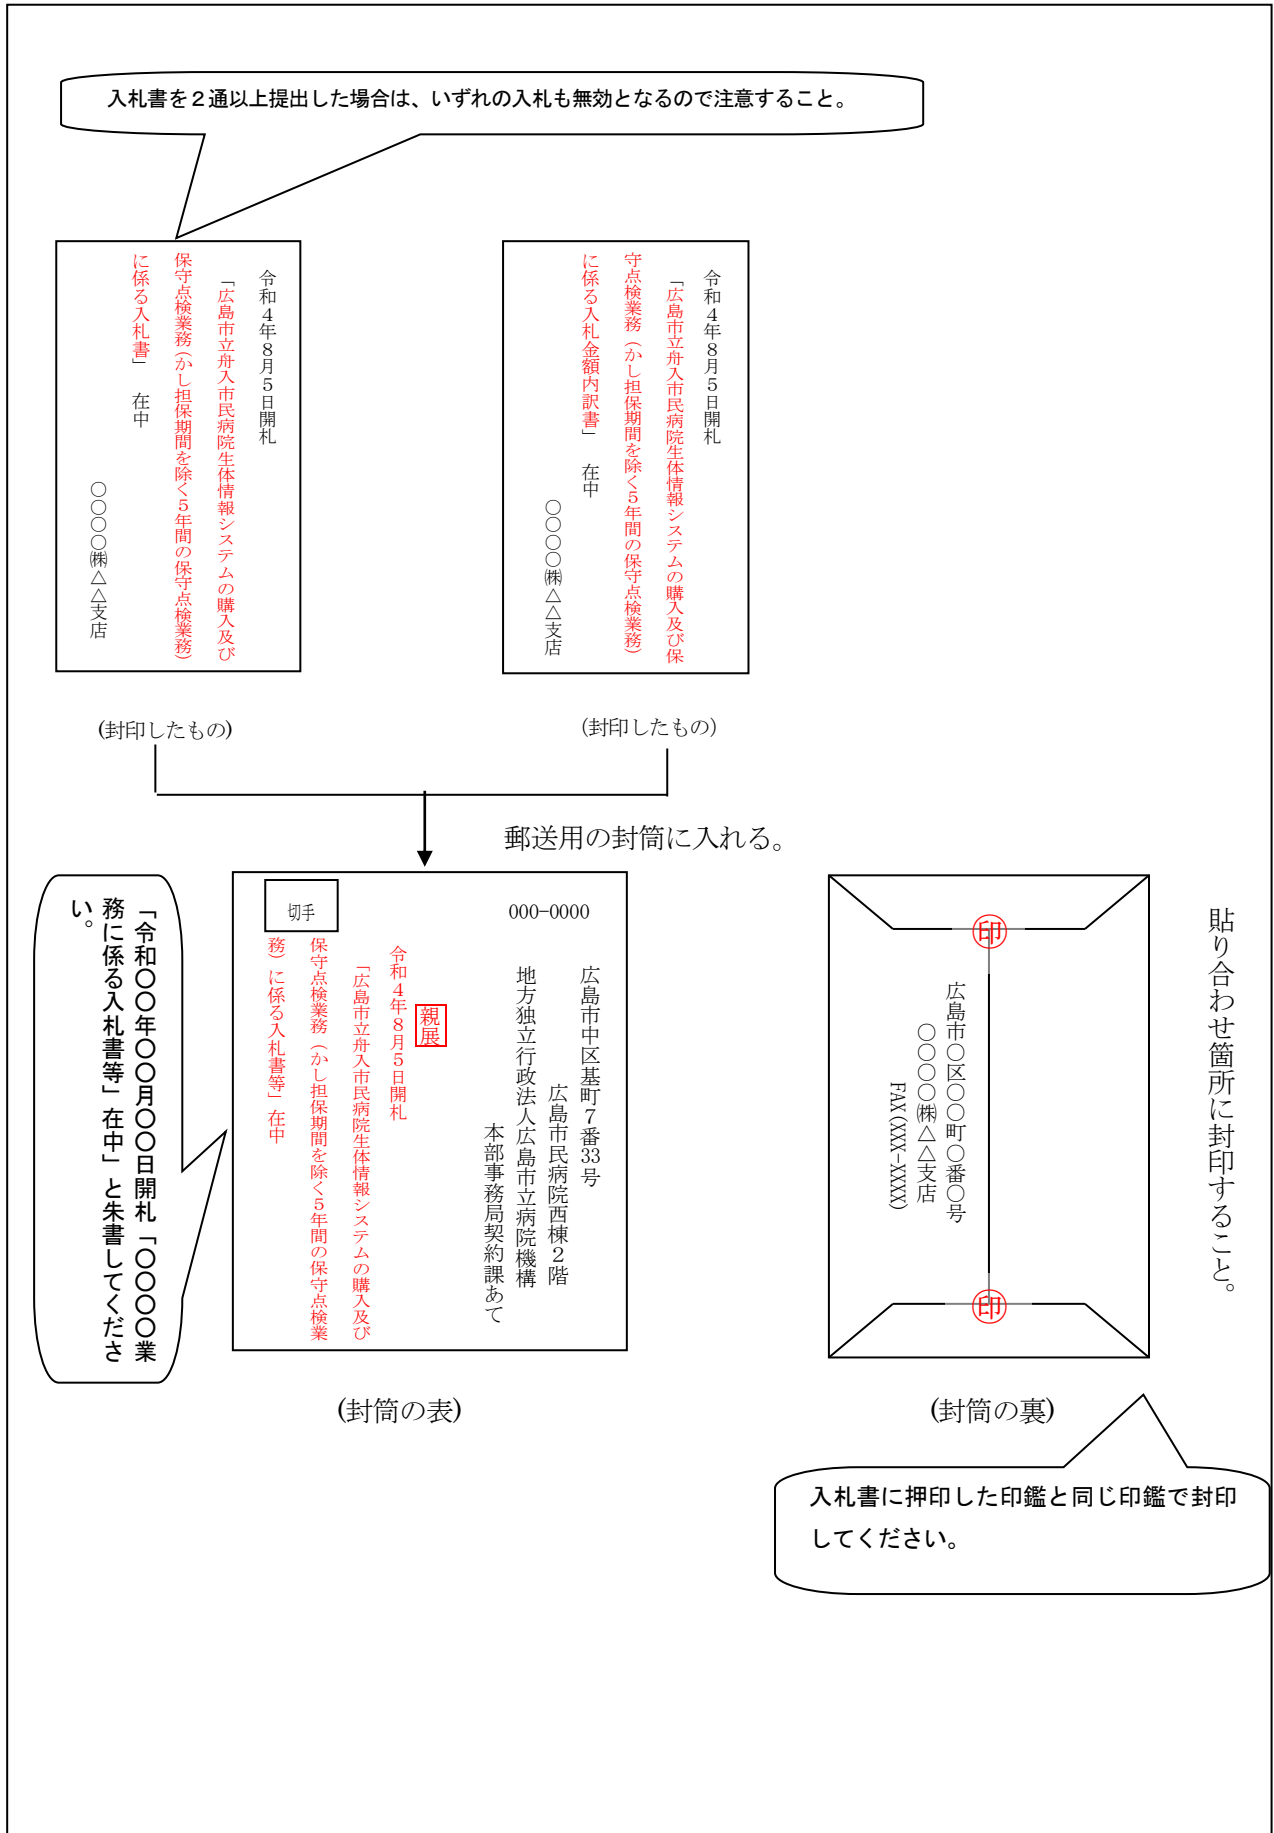 入札書を２通以上提出した場合は、いずれの入札も無効となるので注意すること。
令和４年８月５日開札
「広島市立舟入市民病院生体情報システムの購入及び
保守点検業務(かし担保期間を除く５年間の保守点検業務)
に係る入札書」　在中
〇〇〇〇㈱△△支店
(封印したもの)
令和４年８月５日開札
「広島市立舟入市民病院生体情報システムの購入及び保
守点検業務（かし担保期間を除く５年間の保守点検業務）
に係る入札金額内訳書」　在中
〇〇〇〇㈱△△支店
(封印したもの)
郵送用の封筒に入れる。
「令和〇〇年〇〇月〇〇日開札「〇〇〇〇業
務に係る入札書等」在中」と朱書してくださ
い。
切手
000-0000
広島市中区基町７番33号
広島市民病院西棟２階
地方独立行政法人広島市立病院機構
本部事務局契約課あて
親展
令和４年８月５日開札
「広島市立舟入市民病院生体情報システムの購入及び
保守点検業務（かし担保期間を除く５年間の保守点検業
務）に係る入札書等」在中
(封筒の表)
貼り合わせ箇所に封印すること。
印
広島市〇区〇〇町〇番〇号
〇〇〇〇㈱△△支店
FAX(XXX-XXXX)
印
(封筒の裏)
入札書に押印した印鑑と同じ印鑑で封印
してください。